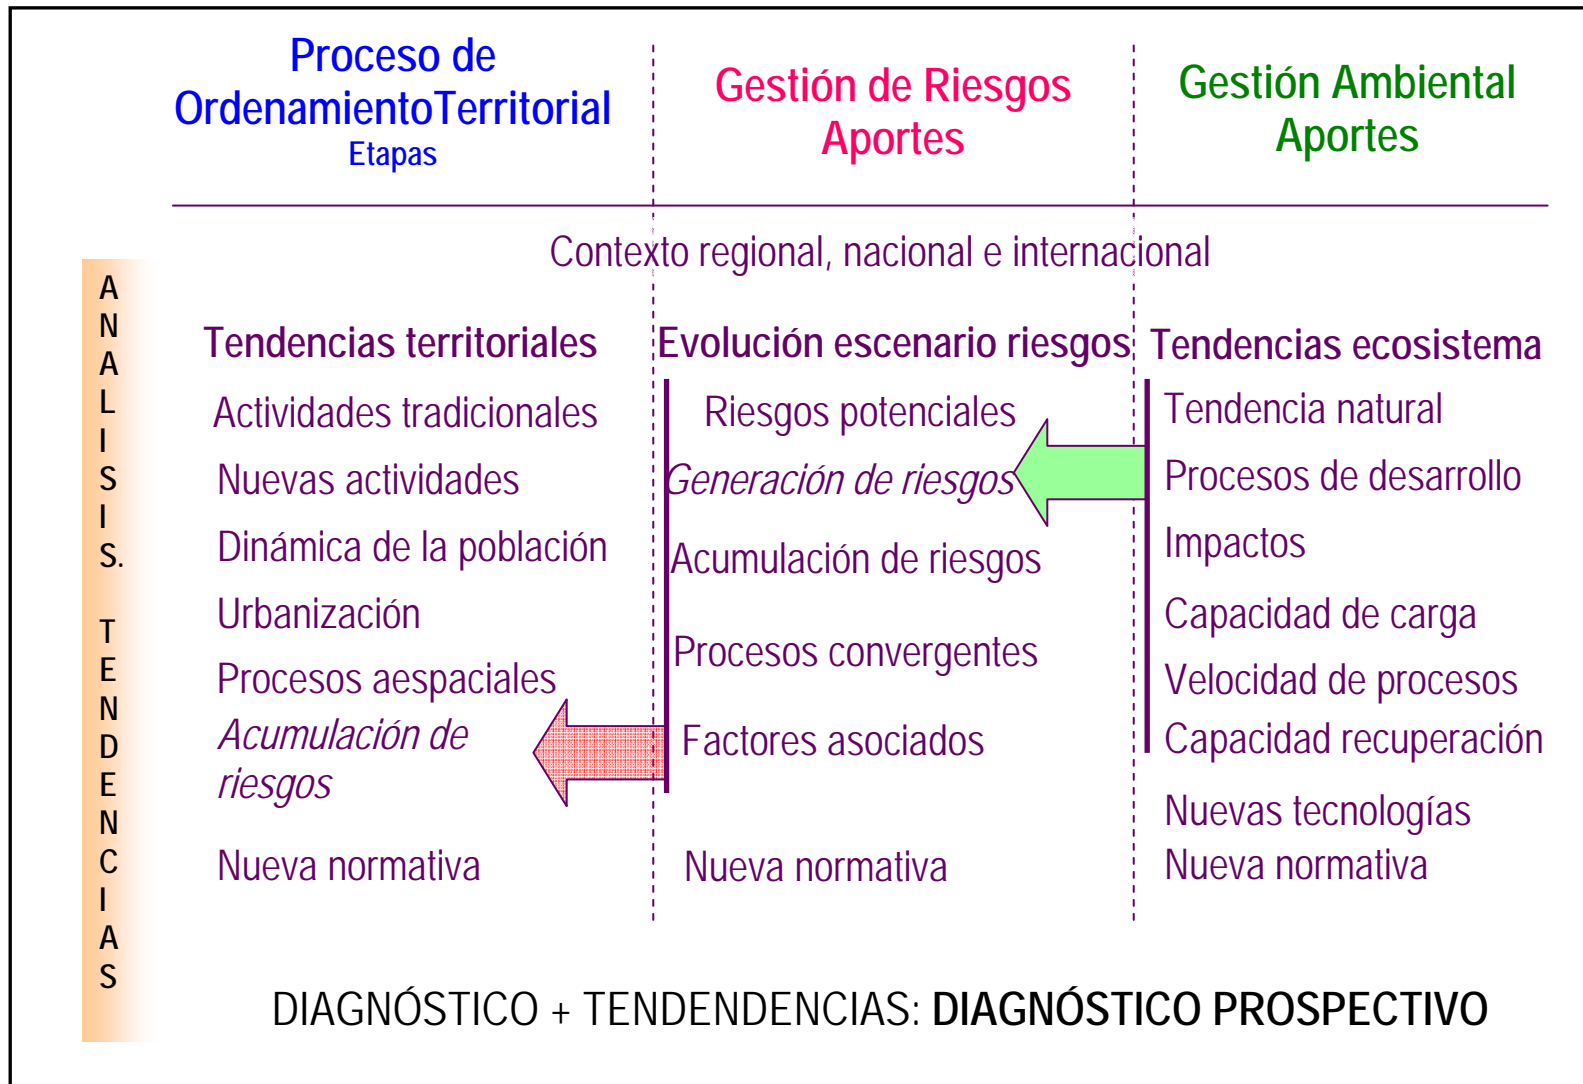 Proceso de
OrdenamientoTerritorial
Etapas
Gestión de Riesgos
Aportes
Gestión Ambiental
Aportes
Contexto regional, nacional e internacional
ANALISIS. TENDENCIAS
Tendencias territoriales
Actividades tradicionales
Nuevas actividades
Dinámica de la población
Urbanización
Procesos aespaciales
Acumulación de
riesgos
Nueva normativa
Evolución escenario riesgos
Riesgos potenciales
Generación de riesgos
Acumulación de riesgos
Procesos convergentes
Factores asociados
Nueva normativa
Tendencias ecosistema
Tendencia natural
Procesos de desarrollo
Impactos
Capacidad de carga
Velocidad de procesos
Capacidad recuperación
Nuevas tecnologías
Nueva normativa
DIAGNÓSTICO + TENDENDENCIAS: DIAGNÓSTICO PROSPECTIVO